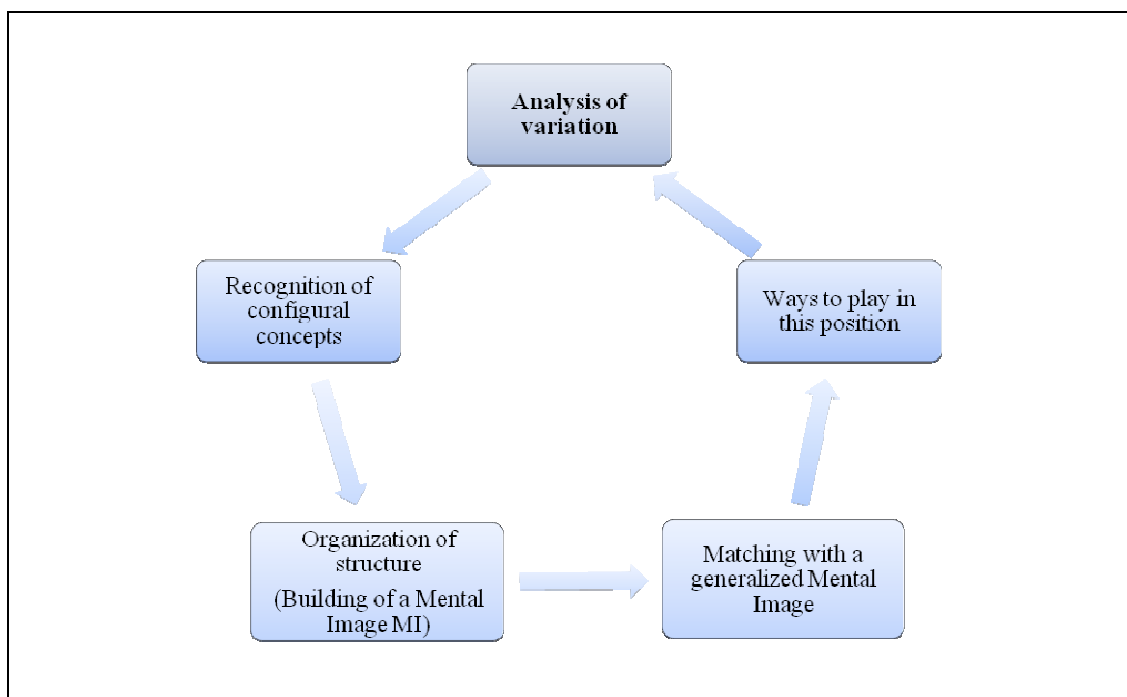 Analysis of
variation
Recognition of
configural
concepts
Ways to play in
this position
Organization of
structure
(Building of a Mental
Image MI)
Matching with a
generalized Mental
Image